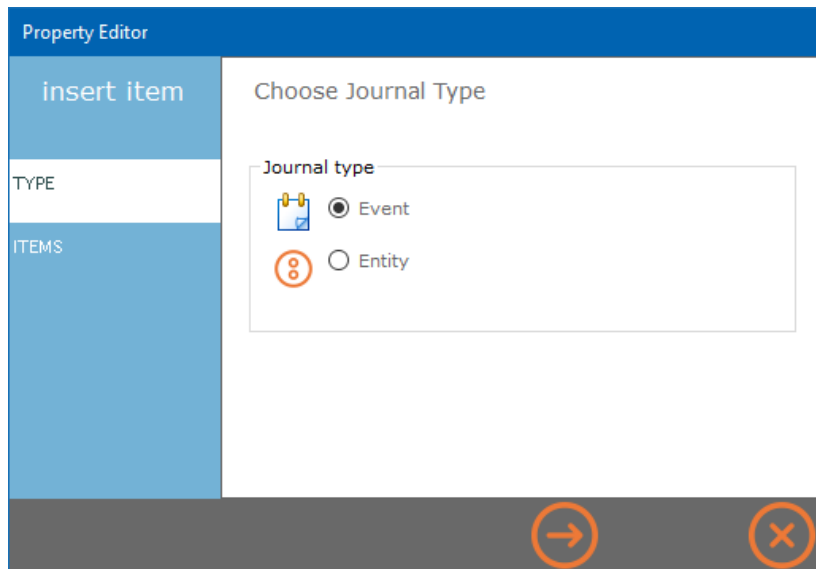 Property Editor
insert item
Choose Journal Type
TYPE
ITEMS
Journal type
Event
Entity